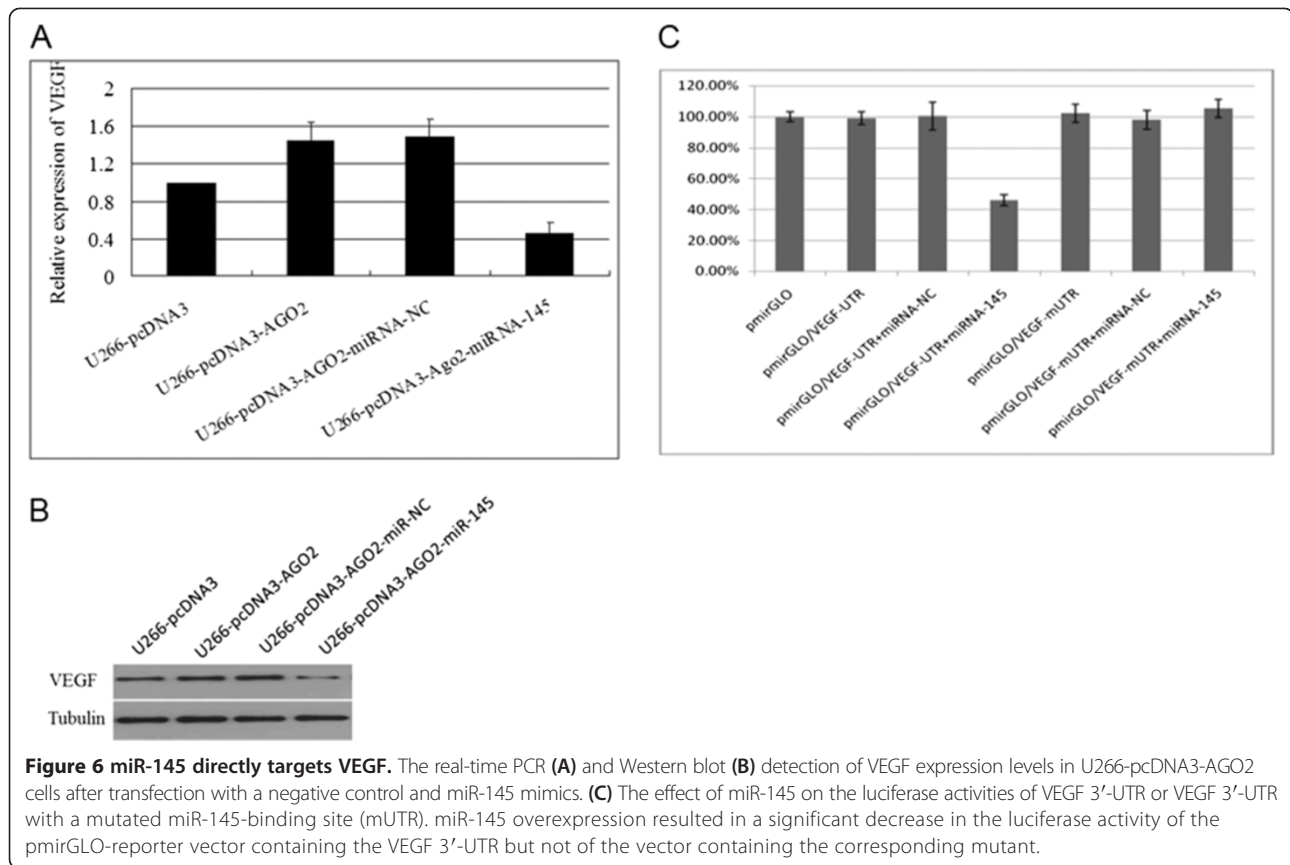 A
Relative expression of VEGF
2
1.6
1.2
0.8
0.4
0
U266-pcDNA3
U266-pcDNA3-AGO2
U266-pcDNA3-AGO2-miRNA-NC
U266-pcDNA3-Ago2-miRNA-145
C
120.00%
100.00%
80.00%
60.00%
40.00%
20.00%
0.00%
pmirGLO
pmirGLO/VEGF-UTR
pmirGLO/VEGF-UTR+miRNA-NC
pmirGLO/VEGF-UTR+miRNA-145
pmirGLO/VEGF-mUTR
pmirGLO/VEGF-mUTR+miRNA-NC
pmirGLO/VEGF-mUTR+miRNA-145
B
U266-pcDNA3
U266-pcDNA3-AGO2
U266-pcDNA3-AGO2-miR-NC
U266-pcDNA3-AGO2-miR-145
VEGF
Tubulin
Figure 6 miR-145 directly targets VEGF. The real-time PCR (A) and Western blot (B) detection of VEGF expression levels in U266-pcDNA3-AGO2
cells after transfection with a negative control and miR-145 mimics. (C) The effect of miR-145 on the luciferase activities of VEGF 3′-UTR or VEGF 3′-UTR
with a mutated miR-145-binding site (mUTR). miR-145 overexpression resulted in a significant decrease in the luciferase activity of the
pmirGLO-reporter vector containing the VEGF 3′-UTR but not of the vector containing the corresponding mutant.